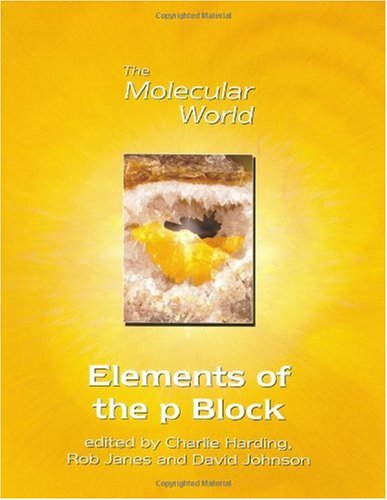 Copyrighted Material
The
Molecular
World
Elements of
the p Block
edited by Charlie Harding,
Rob Janes and David Johnson
Copyrighted Material